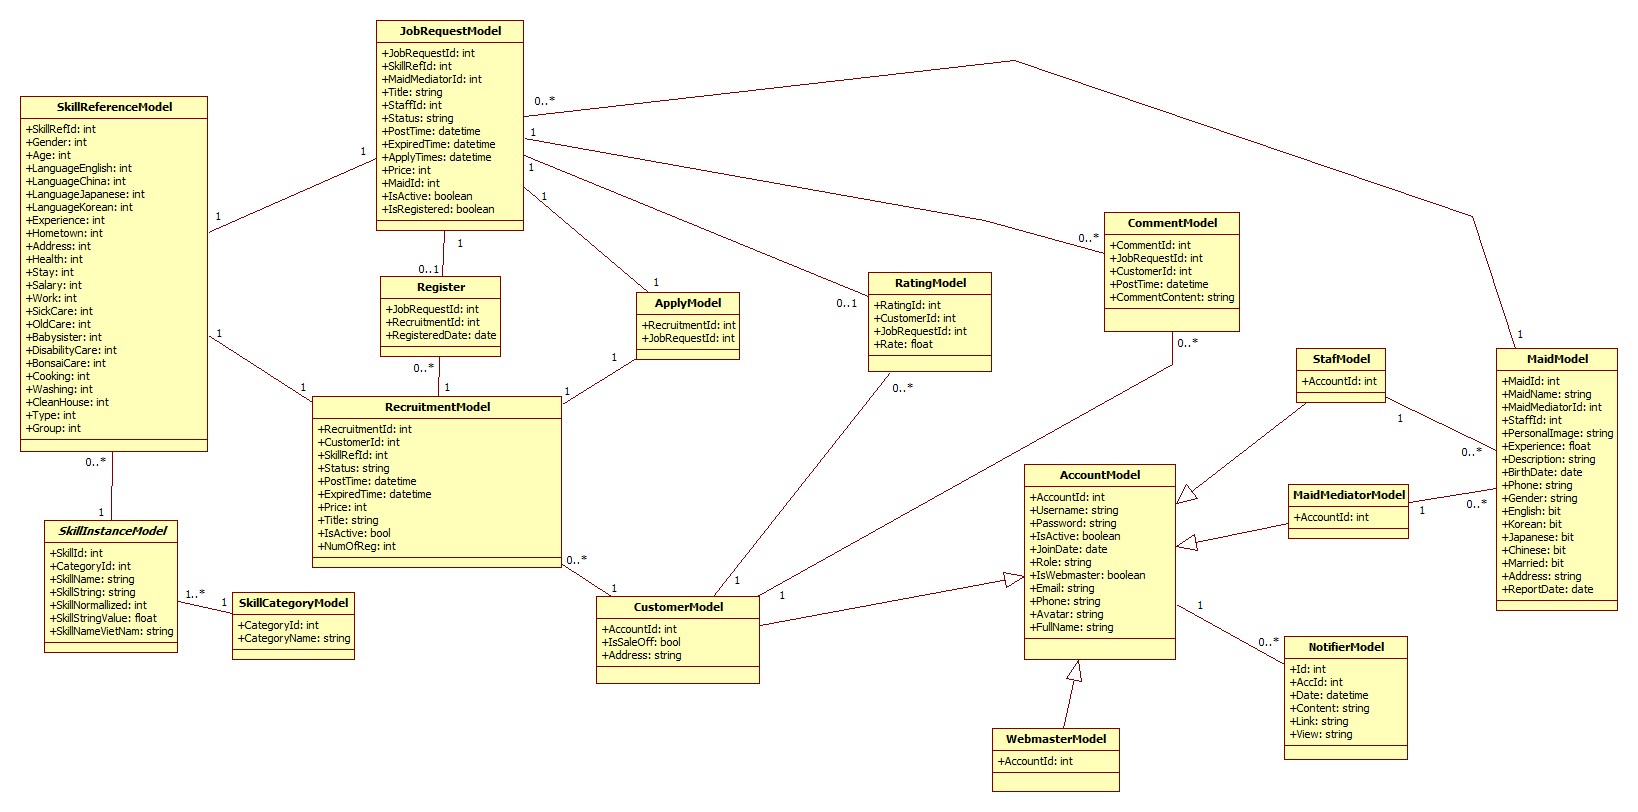 JobRequestModel
+JobRequestId: int
+SkillRefId: int
+MaidMediatorId: int
+Title: string
+StaffId: int
+Status: string
+PostTime: datetime
+ExpiredTime: datetime
+ApplyTimes: datetime
+Price: int
+MaidId: int
+IsActive: boolean
+IsRegistered: boolean
0..*
1
1
1
1
1
SkillReferenceModel
+SkillRefId: int
+Gender: int
+Age: int
+LanguageEnglish: int
+LanguageChina: int
+LanguageJapanese: int
+LanguageKorean: int
+Experience: int
+Hometown: int
+Address: int
+Health: int
+Stay: int
+Salary: int
+Work: int
+SickCare: int
+OldCare: int
+Babysister: int
+DisabilityCare: int
+BonsaiCare: int
+Cooking: int
+Washing: int
+CleanHouse: int
+Type: int
+Group: int
1
1
0..*
0..1
Register
+JobRequestId: int
+RecruitmentId: int
+RegisteredDate: date
0..*
1
ApplyModel
+RecruitmentId: int
+JobRequestId: int
1
0..1
RatingModel
+RatingId: int
+CustomerId: int
+JobRequestId: int
+Rate: float
0..*
0..*
CommentModel
+CommentId: int
+JobRequestId: int
+CustomerId: int
+PostTime: datetime
+CommentContent: string
0..*
1
MaidModel
+MaidId: int
+MaidName: string
+MaidMediatorId: int
+StaffId: int
+PersonalImage: string
+Experience: float
+Description: string
+BirthDate: date
+Phone: string
+Gender: string
+English: bit
+Korean: bit
+Japanese: bit
+Chinese: bit
+Married: bit
+Address: string
+ReportDate: date
StafModel
+AccountId: int
1
0..*
MaidMediatorModel
+AccountId: int
1
0..*
1
1
1
RecruitmentModel
+RecruitmentId: int
+CustomerId: int
+SkillRefId: int
+Status: string
+PostTime: datetime
+ExpiredTime: datetime
+Price: int
+Title: string
+IsActive: bool
+NumOfReg: int
0..*
1
AccountModel
+AccountId: int
+Username: string
+Password: string
+IsActive: boolean
+JoinDate: date
+Role: string
+IsWebmaster: boolean
+Email: string
+Phone: string
+Avatar: string
+FullName: string
1
0..*
1
SkillInstanceModel
+SkillId: int
+CategoryId: int
+SkillName: string
+SkillString: string
+SkillNormallized: int
+SkillStringValue: float
+SkillNameVietNam: string
1..*
1
SkillCategoryModel
+CategoryId: int
+CategoryName: string
1
1
CustomerModel
+AccountId: int
+IsSaleOff: bool
+Address: string
NotifierModel
+Id: int
+AccId: int
+Date: datetime
+Content: string
+Link: string
+View: string
WebmasterModel
+AccountId: int